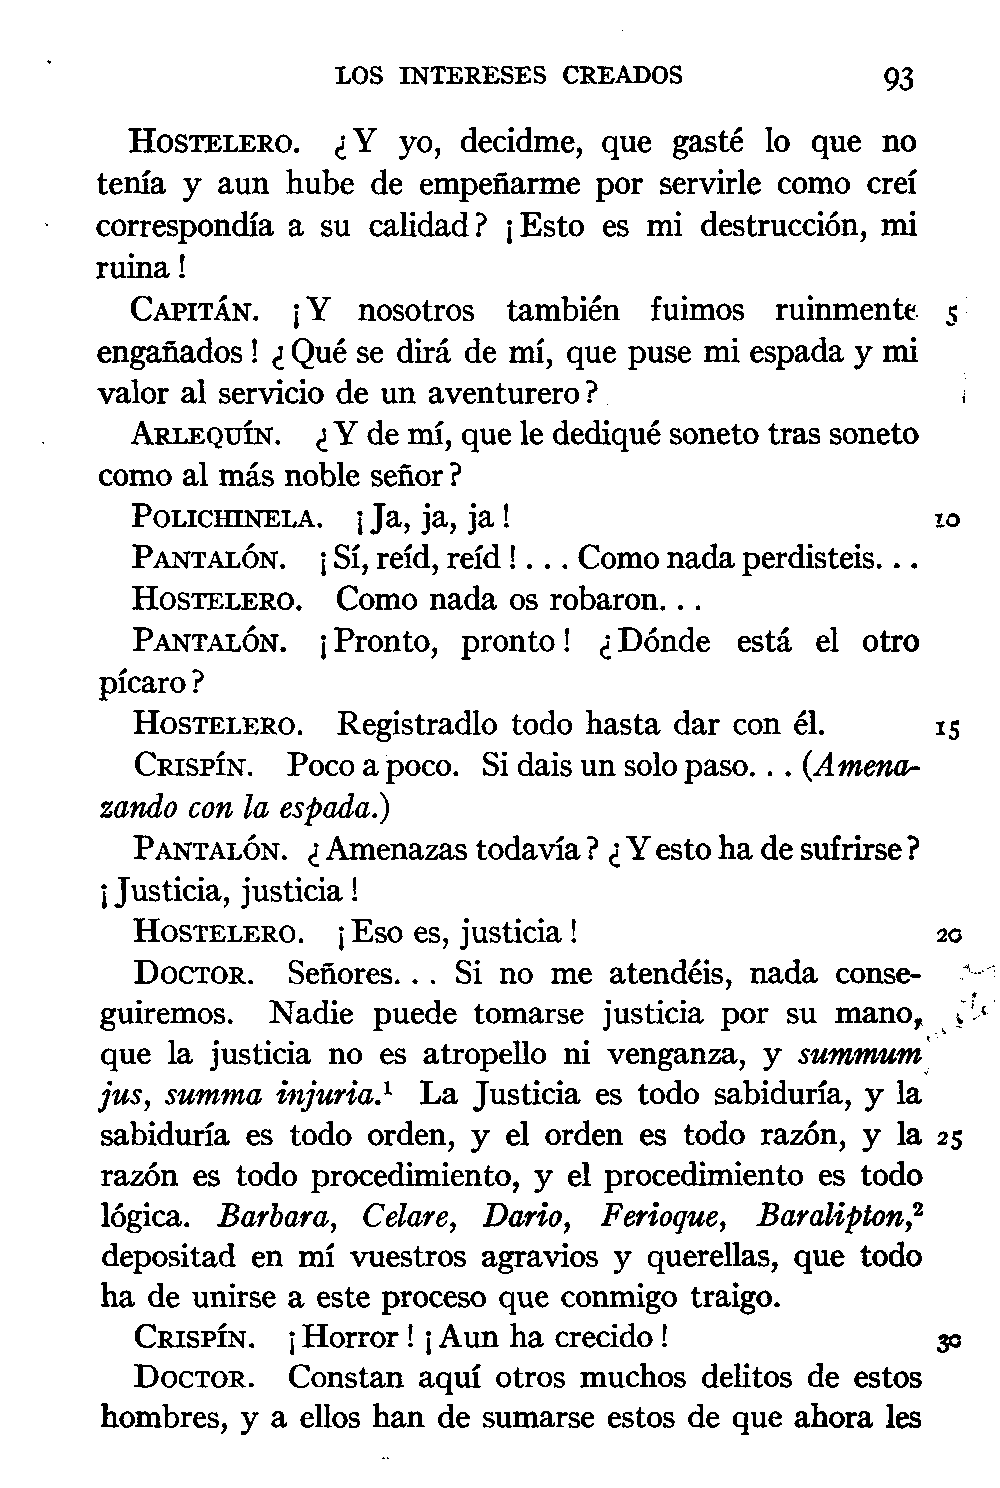 LOS INTERESES CREADOS 93
HOSTELERO. ¿Y yo, decidme, que gasté lo que no
tenía y aun hube de empeñarme por servirle como creí
correspondía a su calidad? ¡Esto es mi destrucción, mi
ruina!
CAPITÁN. ¡Y nosotros también fuimos ruinmente 5
engañados! ¿Qué se dirá de mí, que puse mi espada y mi
valor al servicio de un aventurero?
ARLEQUÍN. ¿Y de mí, que le dediqué soneto tras soneto
como al más noble señor?
POLICHINELA. ¡Ja, ja, ja! 10
PANTALÓN. ¡Sí, reíd, reíd!... Como nada perdisteis...
HOSTELERO. Como nada os robaron...
PANTALÓN. ¡Pronto, pronto! ¿Dónde está el otro
pícaro?
HOSTELERO. Registradlo todo hasta dar con él. 15
CRISPÍN. Poco a poco. Si dais un solo paso... (Amena-
zando con la espada.)
PANTALÓN. ¿Amenazas todavía? ¿Y esto ha de sufrirse?
¡Justicia, justicia!
HOSTELERO. ¡Eso es, justicia! 20
DOCTOR. Señores... Si no me atendéis, nada conse-
guiremos. Nadie puede tomarse justicia por su mano,
que la justicia no es atropello ni venganza, y summum
jus, summa injuria.¹ La Justicia es todo sabiduría, y la
sabiduría es todo orden, y el orden es todo razón, y la 25
razón es todo procedimiento, y el procedimiento es todo
lógica. Barbara, Celare, Dario, Ferioque, Baralipton,²
depositad en mí vuestros agravios y querellas, que todo
ha de unirse a este proceso que conmigo traigo.
CRISPÍN. ¡Horror! ¡Aun ha crecido! 30
DOCTOR. Constan aquí otros muchos delitos de estos
hombres, y a ellos han de sumarse estos de que ahora les